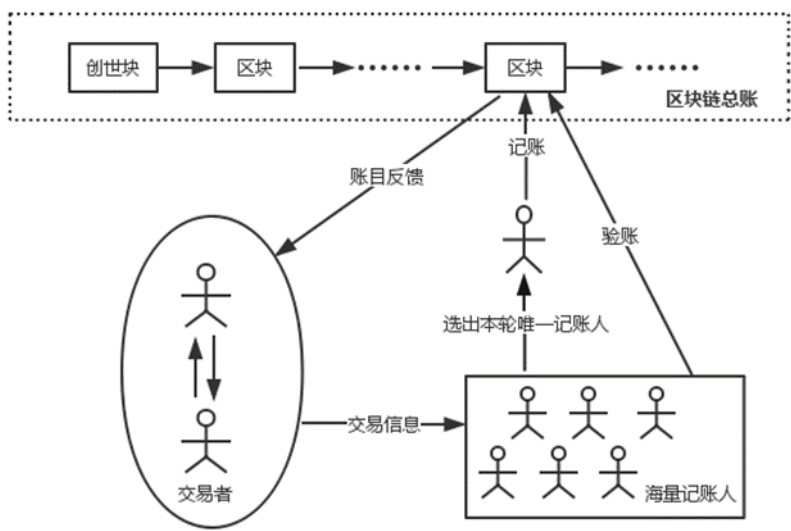 创世块
区块
……
区块
……
区块链总账
记账
账目反馈
验账
选出本轮唯一记账人
交易信息
交易者
海量记账人